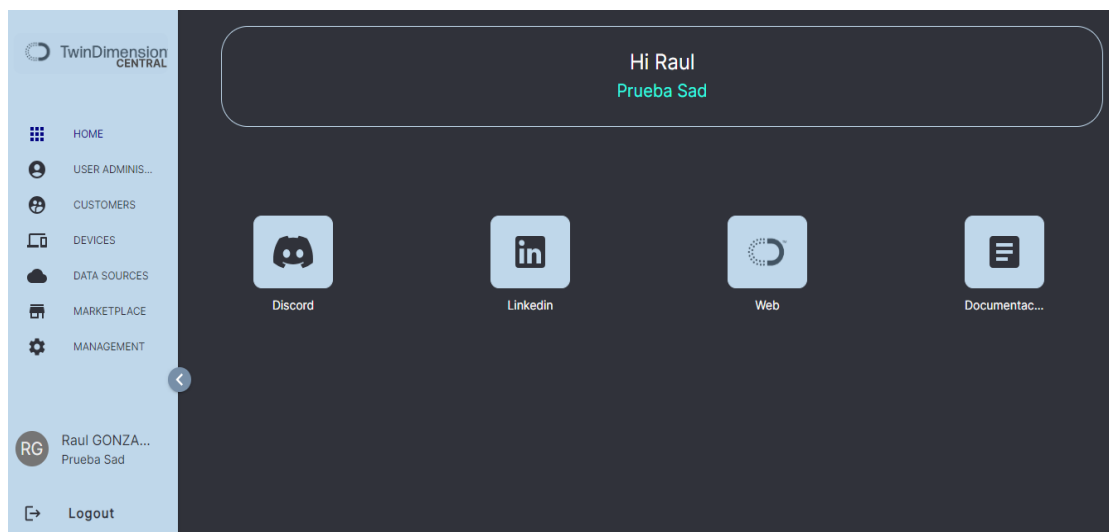 TwinDimension
CENTRAL
HOME
USER ADMINIS...
CUSTOMERS
DEVICES
DATA SOURCES
MARKETPLACE
MANAGEMENT
RG
Raul GONZA...
Prueba Sad
Logout
Hi Raul
Prueba Sad
in
Discord
Linkedin
Web
Documentac...